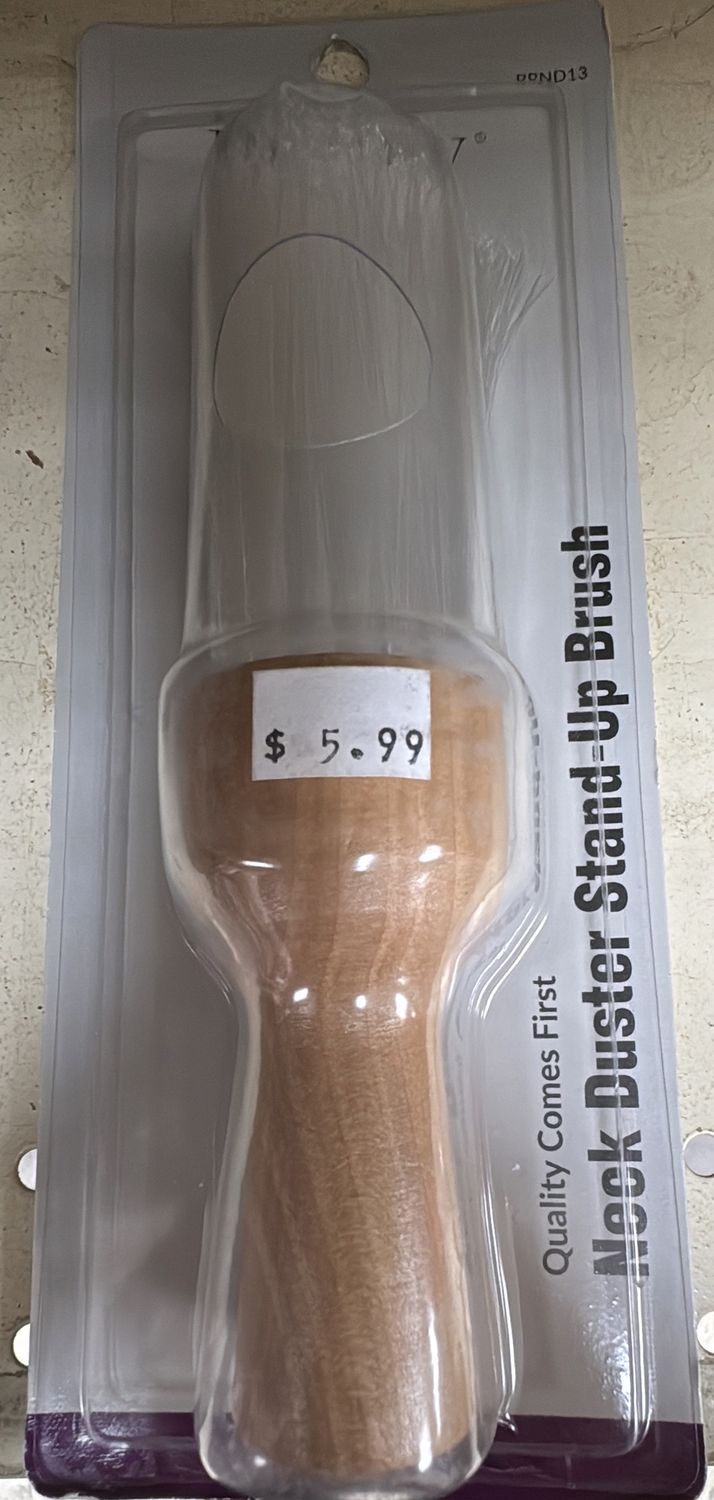 $ 5.99
Quality Comes First
Neck Duster Stand-Up Brush